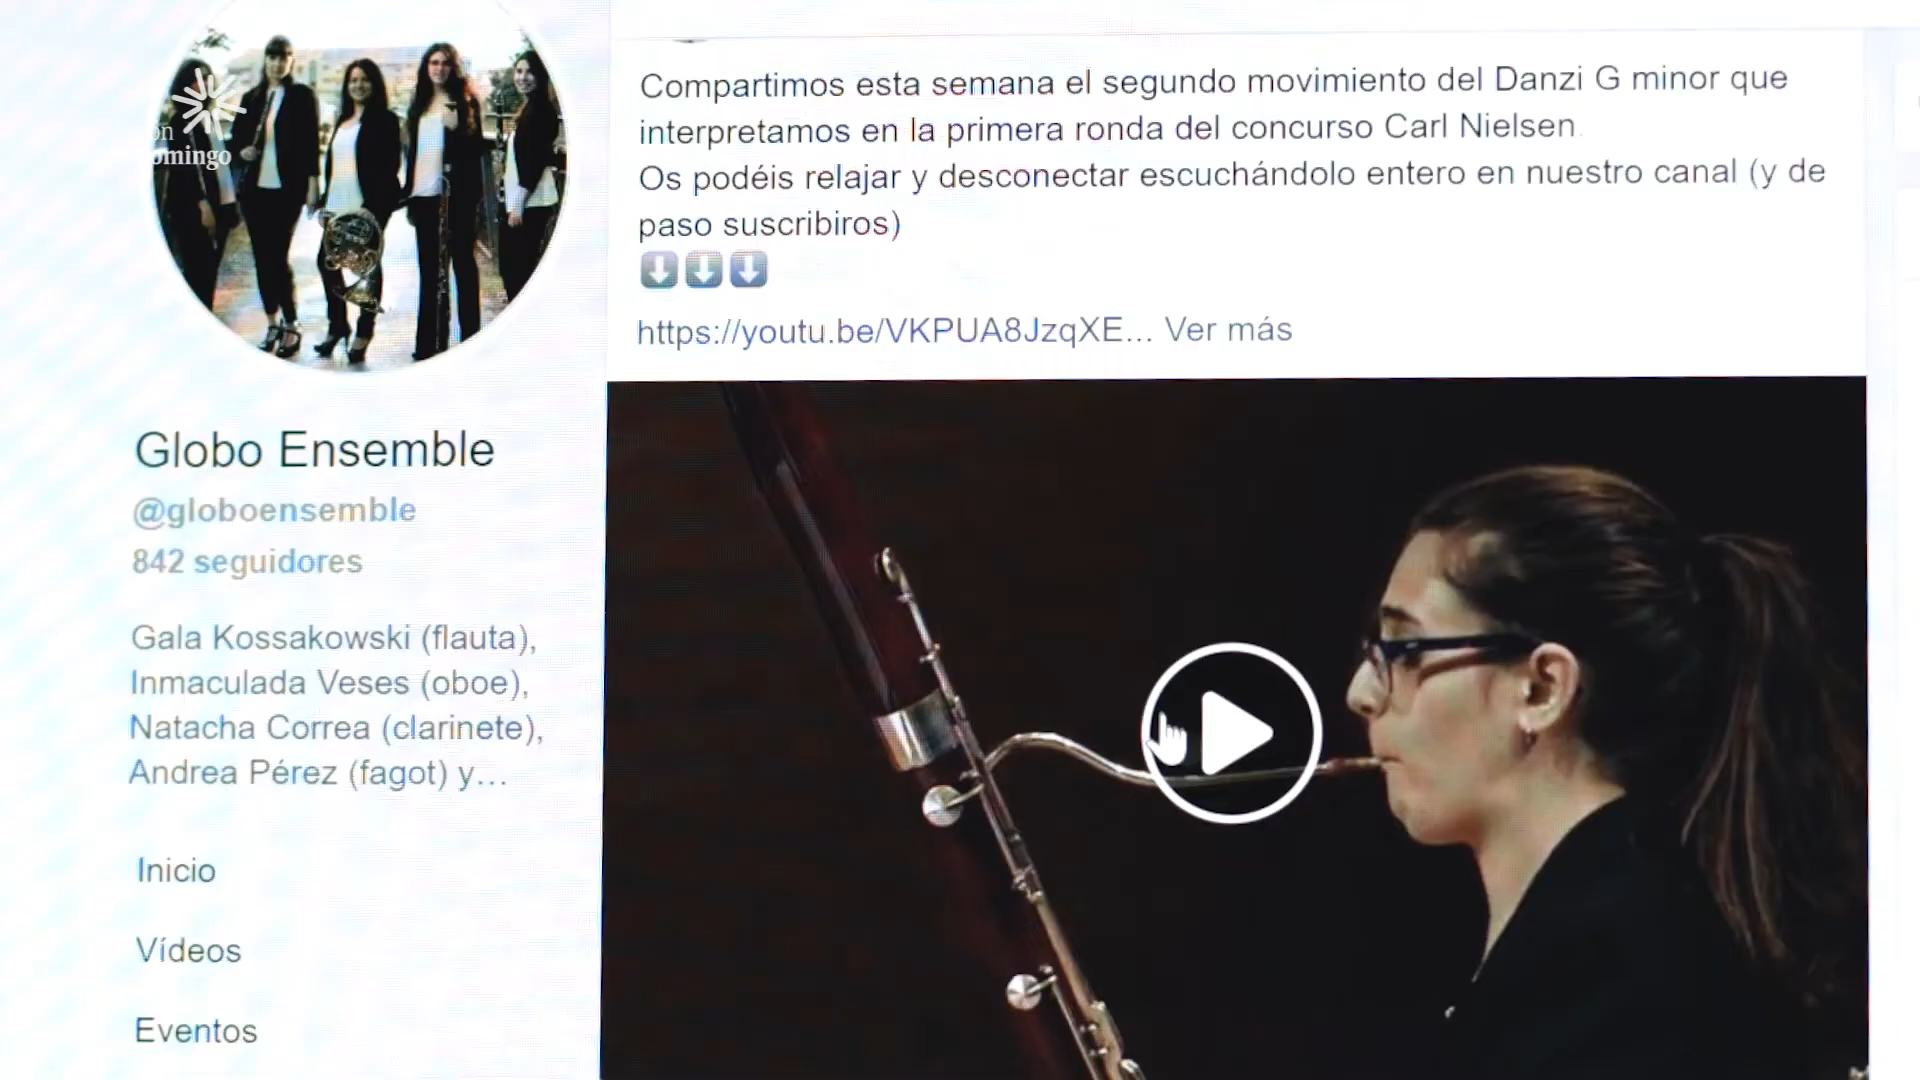 Compartimos esta semana el segundo movimiento del Danzi G minor que
interpretamos en la primera ronda del concurso Carl Nielsen.
Os podéis relajar y desconectar escuchándolo entero en nuestro canal (y de
paso suscribiros)
https://youtu.be/VKPUA8JzqXE... Ver más
Globo Ensemble
@globoensemble
842 seguidores
Gala Kossakowski (flauta),
Inmaculada Veses (oboe),
Natacha Correa (clarinete),
Andrea Pérez (fagot) y...
Inicio
Vídeos
Eventos